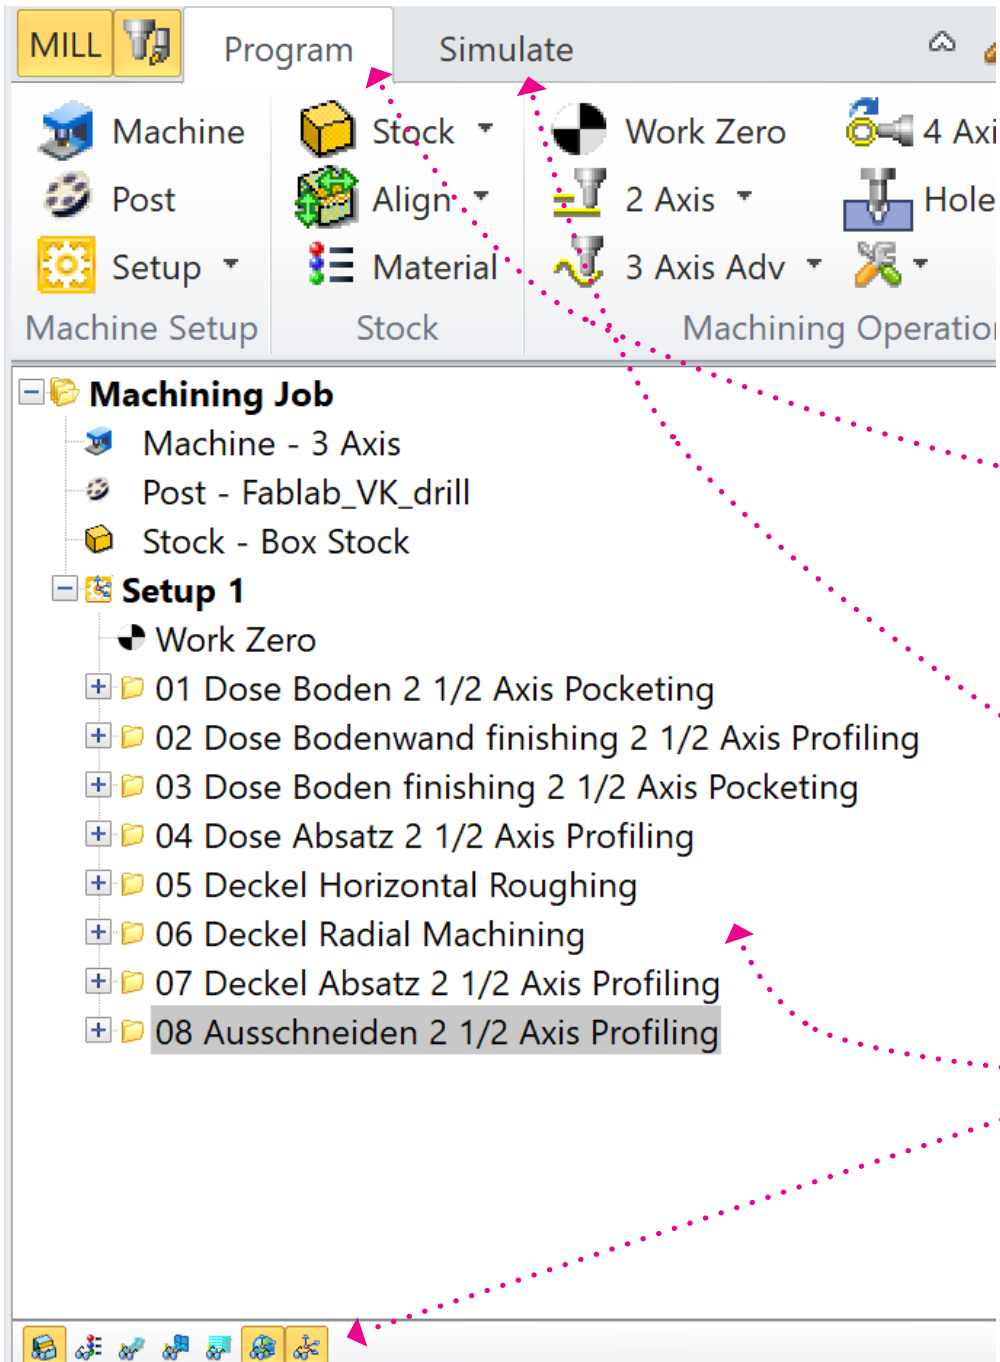 MILL Program Simulate
Machine Stock Work Zero 4 Axi
Post Align 2 Axis Hole
Setup Material 3 Axis Adv
Machine Setup Stock Machining Operation
Machining Job
Machine - 3 Axis
Post - Fablab_VK_drill
Stock - Box Stock
Setup 1
Work Zero
01 Dose Boden 2 1/2 Axis Pocketing
02 Dose Bodenwand finishing 2 1/2 Axis Profiling
03 Dose Boden finishing 2 1/2 Axis Pocketing
04 Dose Absatz 2 1/2 Axis Profiling
05 Deckel Horizontal Roughing
06 Deckel Radial Machining
07 Deckel Absatz 2 1/2 Axis Profiling
08 Ausschneiden 2 1/2 Axis Profiling